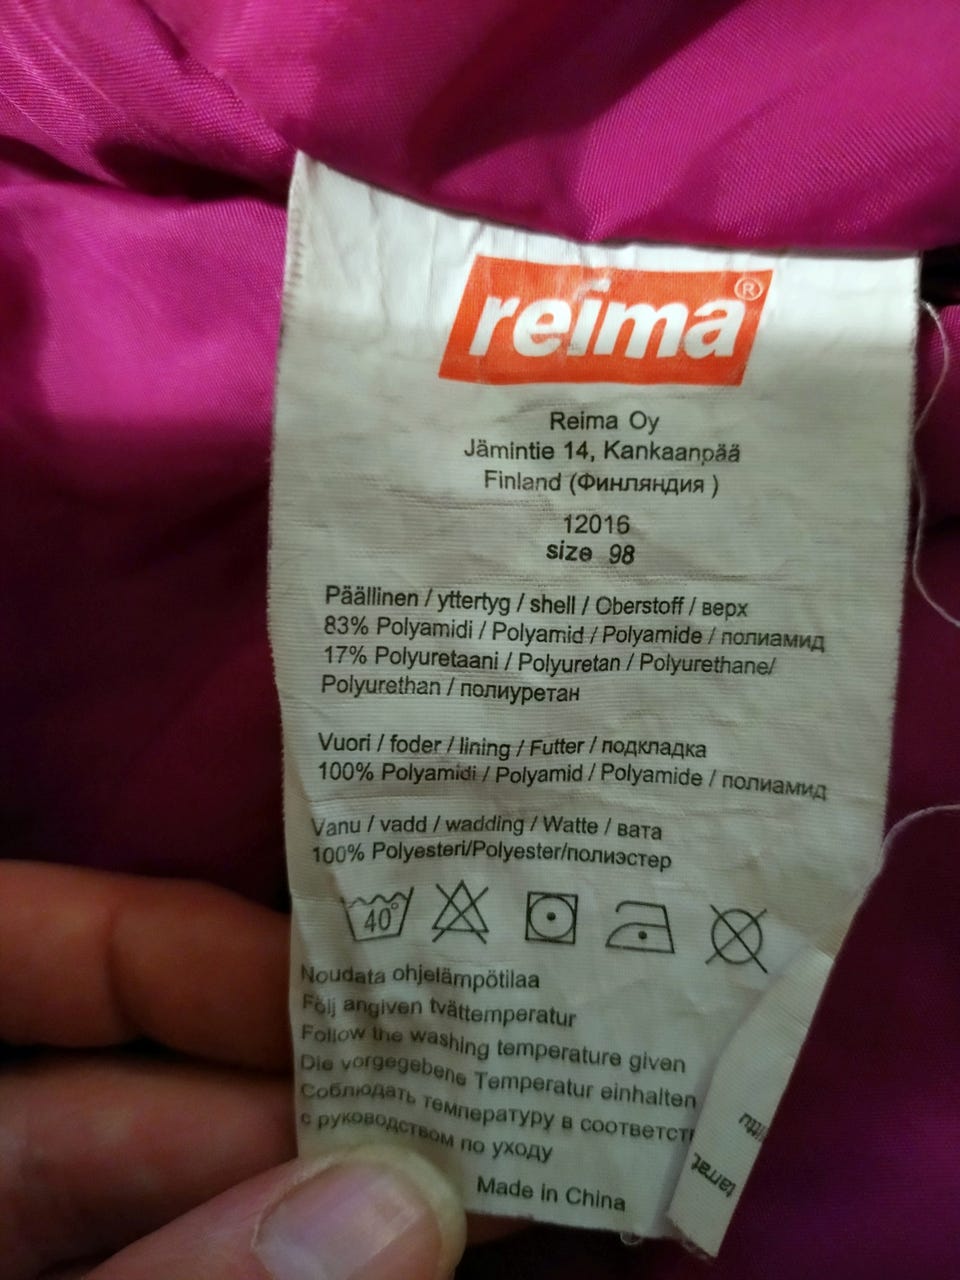 reima®
Reima Oy
Jämintie 14, Kankaanpää
Finland (Финляндия )
12016
size 98
Päällinen / yttertyg / shell / Oberstoff / верх
83% Polyamidi / Polyamid / Polyamide / полиамид
17% Polyuretaani / Polyuretan / Polyurethane/
Polyurethan / полиуретан
Vuori / foder / lining / Futter / подкладка
100% Polyamidi / Polyamid / Polyamide / полиамид
Vanu / vadd / wadding / Watte / вата
100% Polyesteri/Polyester/полиэстер
40°
Noudata ohjelämpötilaa
Följ angiven tvättemperatur
Follow the washing temperature given
Die vorgegebene Temperatur einhalten
Соблюдать температуру в
с руководством по уходу
Made in China
tarrat